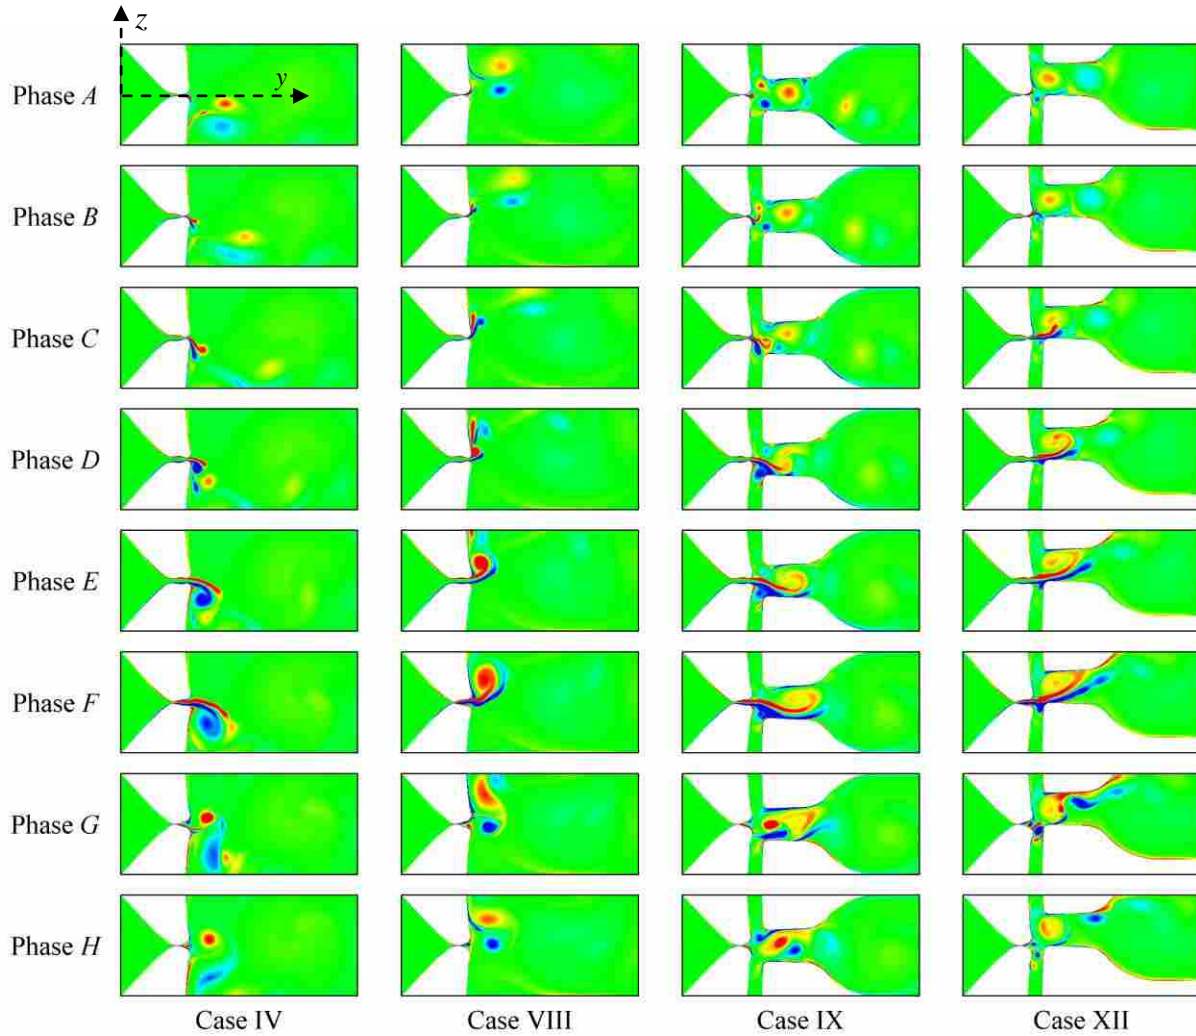 z
y
Phase A
Phase B
Phase C
Phase D
Phase E
Phase F
Phase G
Phase H
Case IV Case VIII Case IX Case XII